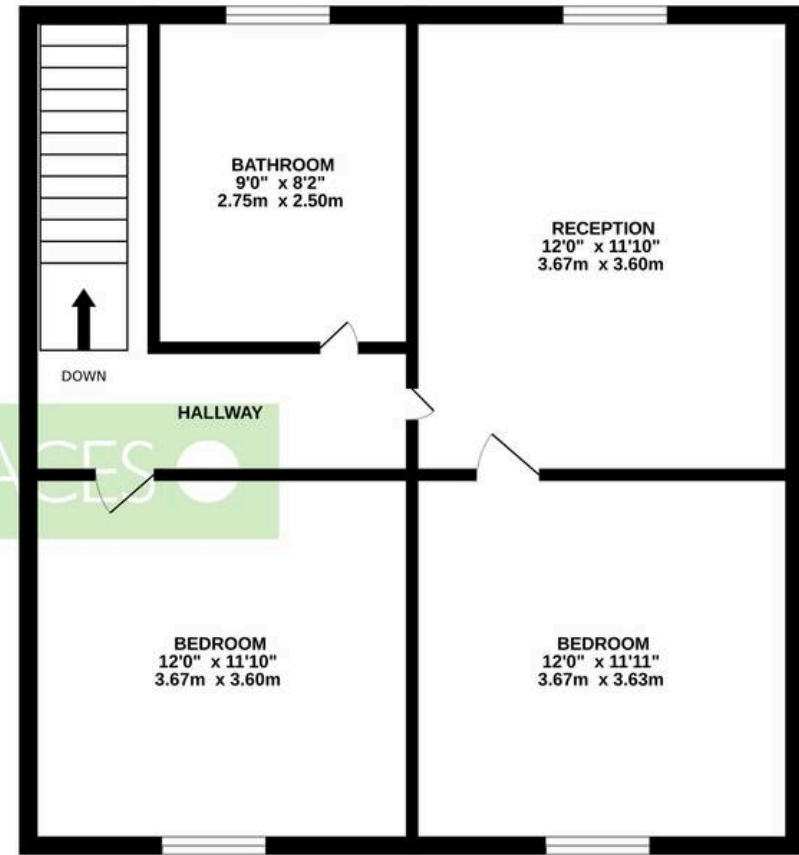 BATHROOM
9'0" x 8'2"
2.75m x 2.50m
RECEPTION
12'0" x 11'10"
3.67m x 3.60m
DOWN
HALLWAY
BEDROOM
12'0" x 11'10"
3.67m x 3.60m
BEDROOM
12'0" x 11'11"
3.67m x 3.63m